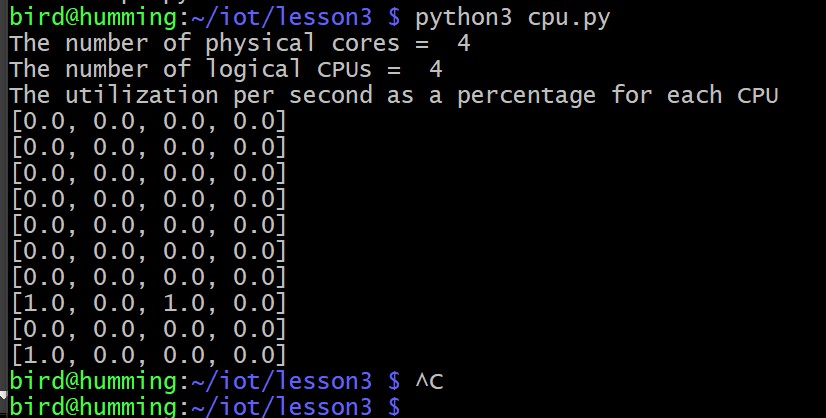 bird@humming:~/iot/lesson3 $ python3 cpu.py
The number of physical cores =  4
The number of logical CPUs =  4
The utilization per second as a percentage for each CPU
[0.0, 0.0, 0.0, 0.0]
[0.0, 0.0, 0.0, 0.0]
[0.0, 0.0, 0.0, 0.0]
[0.0, 0.0, 0.0, 0.0]
[0.0, 0.0, 0.0, 0.0]
[0.0, 0.0, 0.0, 0.0]
[0.0, 0.0, 0.0, 0.0]
[1.0, 0.0, 1.0, 0.0]
[0.0, 0.0, 0.0, 0.0]
[1.0, 0.0, 0.0, 0.0]
bird@humming:~/iot/lesson3 $ ^C
bird@humming:~/iot/lesson3 $